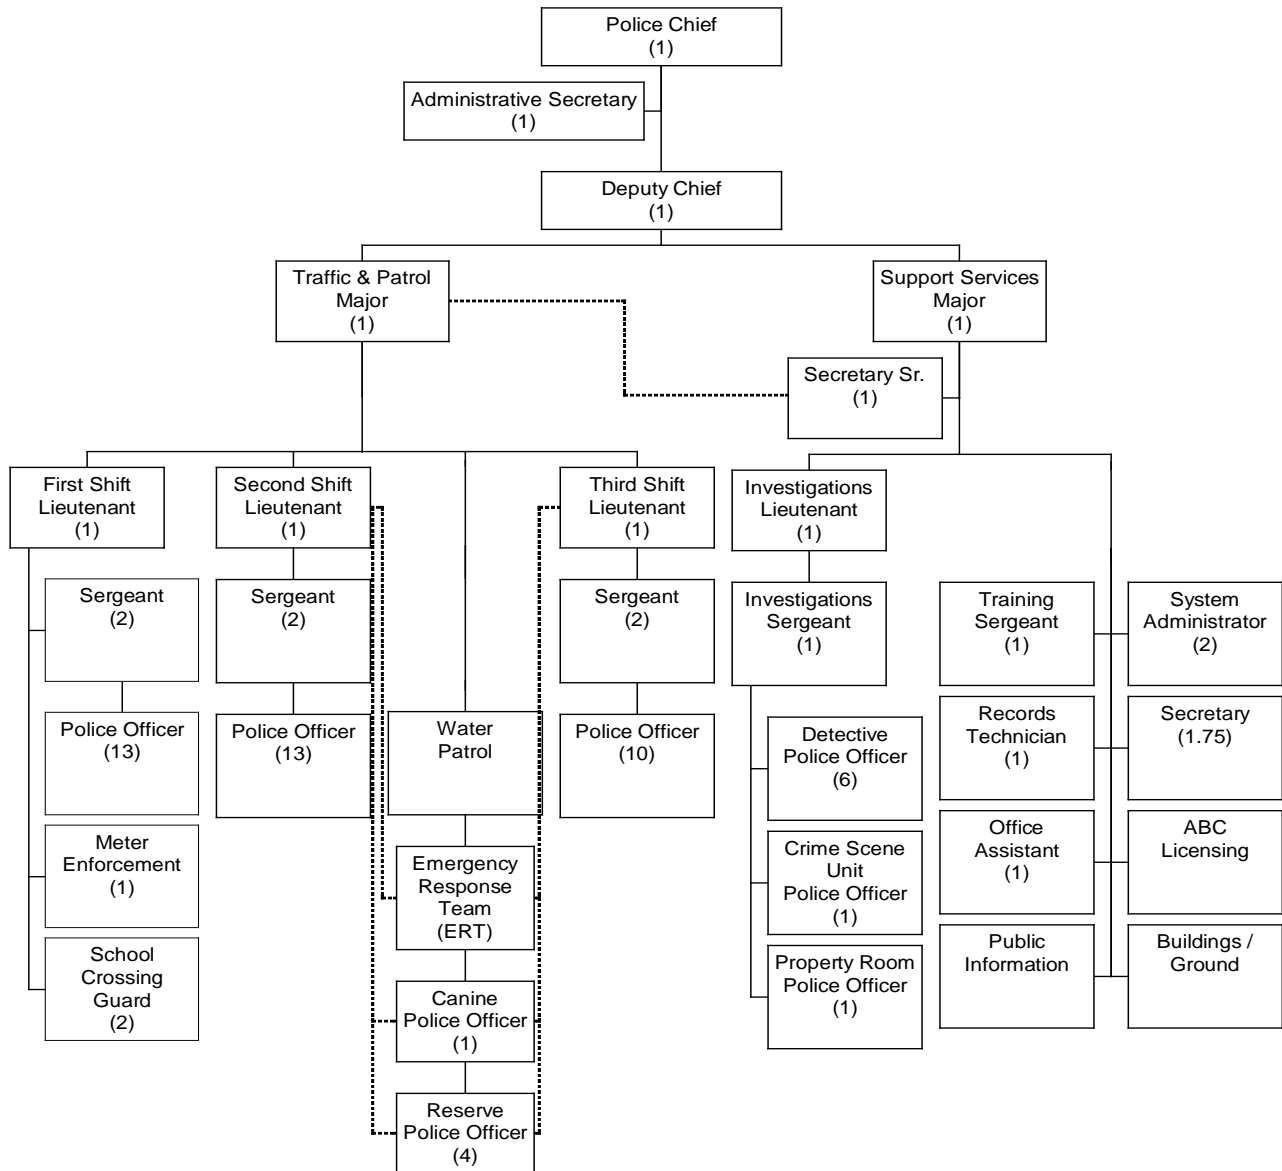 Police Chief
(1)
Administrative Secretary
(1)
Deputy Chief
(1)
Traffic & Patrol
Major
(1)
Support Services
Major
(1)
Secretary Sr.
(1)
First Shift
Lieutenant
(1)
Second Shift
Lieutenant
(1)
Third Shift
Lieutenant
(1)
Investigations
Lieutenant
(1)
Sergeant
(2)
Sergeant
(2)
Sergeant
(2)
Investigations
Sergeant
(1)
Training
Sergeant
(1)
System
Administrator
(2)
Police Officer
(13)
Police Officer
(13)
Water
Patrol
Police Officer
(10)
Detective
Police Officer
(6)
Records
Technician
(1)
Secretary
(1.75)
Meter
Enforcement
(1)
Emergency
Response
Team
(ERT)
Crime Scene
Unit
Police Officer
(1)
Office
Assistant
(1)
ABC
Licensing
School
Crossing
Guard
(2)
Canine
Police Officer
(1)
Property Room
Police Officer
(1)
Public
Information
Buildings /
Ground
Reserve
Police Officer
(4)